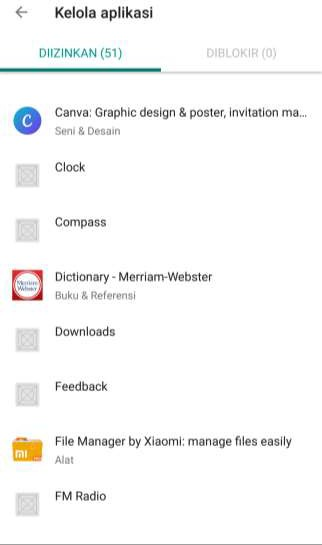 Kelola aplikasi
DIIZINKAN (51) DIBLOKIR (0)
Canva: Graphic design & poster, invitation ma...
Seni & Desain
Clock
Compass
Merriam-
Webster
Dictionary - Merriam-Webster
Buku & Referensi
Downloads
Feedback
mi
File Manager by Xiaomi: manage files easily
Alat
FM Radio